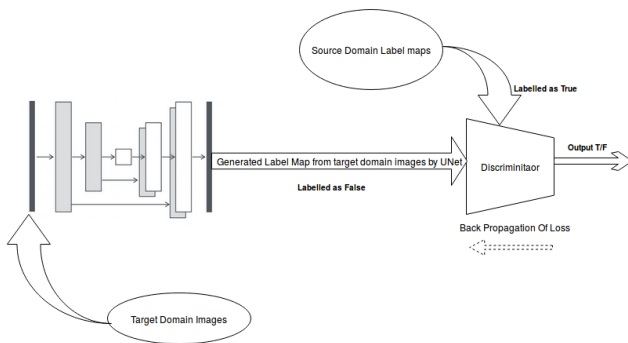 Source Domain Label maps
Labelled as True
Output T/F
Generated Label Map from target domain images by UNet
Discriminitaor
Labelled as False
Back Propagation Of Loss
Target Domain Images